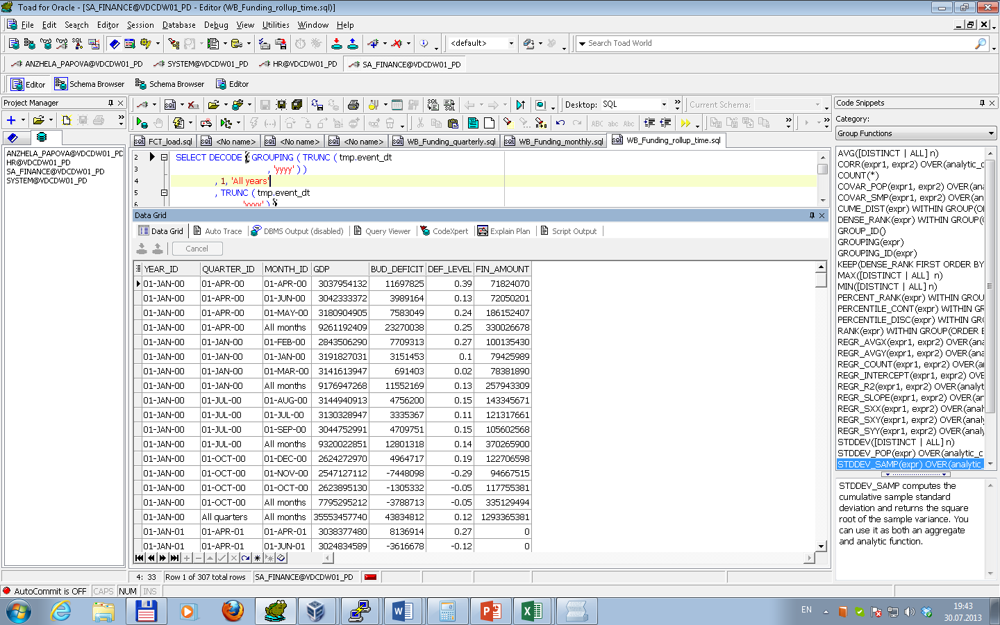 Toad for Oracle - [SA_FINANCE@VDCDW01_PD - Editor (WB_Funding_rollup_time.sql)]
File Edit Search Editor Session Database Debug View Utilities Window Help
<default> Search Toad World
ANZHELA_PAPOVA@VDCDW01_PD SYSTEM@VDCDW01_PD HR@VDCDW01_PD SA_FINANCE@VDCDW01_PD
Editor Schema Browser Schema Browser Editor
Project Manager
ANZHELA_PAPOVA@VDCDW01_PD
HR@VDCDW01_PD
SA_FINANCE@VDCDW01_PD
SYSTEM@VDCDW01_PD
Desktop: SQL Current Schema:
FCT_load.sql <No name> <No name> <No name> WB_Funding_quarterly.sql WB_Funding_monthly.sql WB_Funding_rollup_time.sql
2 SELECT DECODE ( GROUPING ( TRUNC ( tmp.event_dt
3 , 'yyyy' ) )
4 , 1, 'All years'
5 , TRUNC ( tmp.event_dt
6 'yyyy' ) )
Data Grid
Data Grid Auto Trace DBMS Output (disabled) Query Viewer CodeXpert Explain Plan Script Output
Cancel
YEAR_ID QUARTER_ID MONTH_ID GDP BUD_DEFICIT DEF_LEVEL FIN_AMOUNT
01-JAN-00 01-APR-00 01-APR-00 3037954132 11697825 0.39 71824070
01-JAN-00 01-APR-00 01-JUN-00 3042333372 3989164 0.13 72050201
01-JAN-00 01-APR-00 01-MAY-00 3180904905 7583049 0.24 186152407
01-JAN-00 01-APR-00 All months 9261192409 23270038 0.25 330026678
01-JAN-00 01-JAN-00 01-FEB-00 2843506290 7709313 0.27 100135430
01-JAN-00 01-JAN-00 01-JAN-00 3191827031 3151453 0.1 79425989
01-JAN-00 01-JAN-00 01-MAR-00 3141613947 691403 0.02 78381890
01-JAN-00 01-JAN-00 All months 9176947268 11552169 0.13 257943309
01-JAN-00 01-JUL-00 01-AUG-00 3144940913 4756200 0.15 143345671
01-JAN-00 01-JUL-00 01-JUL-00 3130328947 3335367 0.11 121317661
01-JAN-00 01-JUL-00 01-SEP-00 3044752991 4709751 0.15 105602568
01-JAN-00 01-JUL-00 All months 9320022851 12801318 0.14 370265900
01-JAN-00 01-OCT-00 01-DEC-00 2624272970 4964717 0.19 122706598
01-JAN-00 01-OCT-00 01-NOV-00 2547127112 -7448098 -0.29 94667515
01-JAN-00 01-OCT-00 01-OCT-00 2623895130 -1305332 -0.05 117755381
01-JAN-00 01-OCT-00 All months 7795295212 -3788713 -0.05 335129494
01-JAN-00 All quarters All months 35553457740 43834812 0.12 1293365381
01-JAN-01 01-APR-01 01-APR-01 3038377480 8136914 0.27 0
01-JAN-01 01-APR-01 01-JUN-01 3024834589 -3616678 -0.12 0
4: 33 Row 1 of 307 total rows SA_FINANCE@VDCDW01_PD
Code Snippets
Category:
Group Functions
AVG([DISTINCT | ALL] n)
CORR(expr1, expr2) OVER(analytic_c
COUNT(*)
COVAR_POP(expr1, expr2) OVER(ana
COVAR_SMP(expr1, expr2) OVER(ana
CUME_DIST(expr) WITHIN GROUP(OR
DENSE_RANK(expr) WITHIN GROUP(O
GROUP_ID()
GROUPING(expr)
GROUPING_ID(expr)
KEEP(DENSE_RANK FIRST ORDER BY
MAX([DISTINCT | ALL] n)
MIN([DISTINCT | ALL] n)
PERCENT_RANK(expr) WITHIN GROU
PERCENTILE_CONT(expr) WITHIN GR
PERCENTILE_DISC(expr) WITHIN GRO
RANK(expr) WITHIN GROUP(ORDER B
REGR_AVGX(expr1, expr2) OVER(ana
REGR_AVGY(expr1, expr2) OVER(ana
REGR_COUNT(expr1, expr2) OVER(an
REGR_INTERCEPT(expr1, expr2) OVE
REGR_R2(expr1, expr2) OVER(analyti
REGR_SLOPE(expr1, expr2) OVER(ana
REGR_SXX(expr1, expr2) OVER(analyt
REGR_SXY(expr1, expr2) OVER(analyt
REGR_SYY(expr1, expr2) OVER(analyt
STDDEV([DISTINCT | ALL] n)
STDDEV_POP(expr) OVER(analytic_c
STDDEV_SAMP(expr) OVER(analytic_
STDDEV_SAMP computes the
cumulative sample standard
deviation and returns the square
root of the sample variance. You
can use it as both an aggregate
and analytic function.
AutoCommit is OFF CAPS NUM INS
EN 19:43
30.07.2013